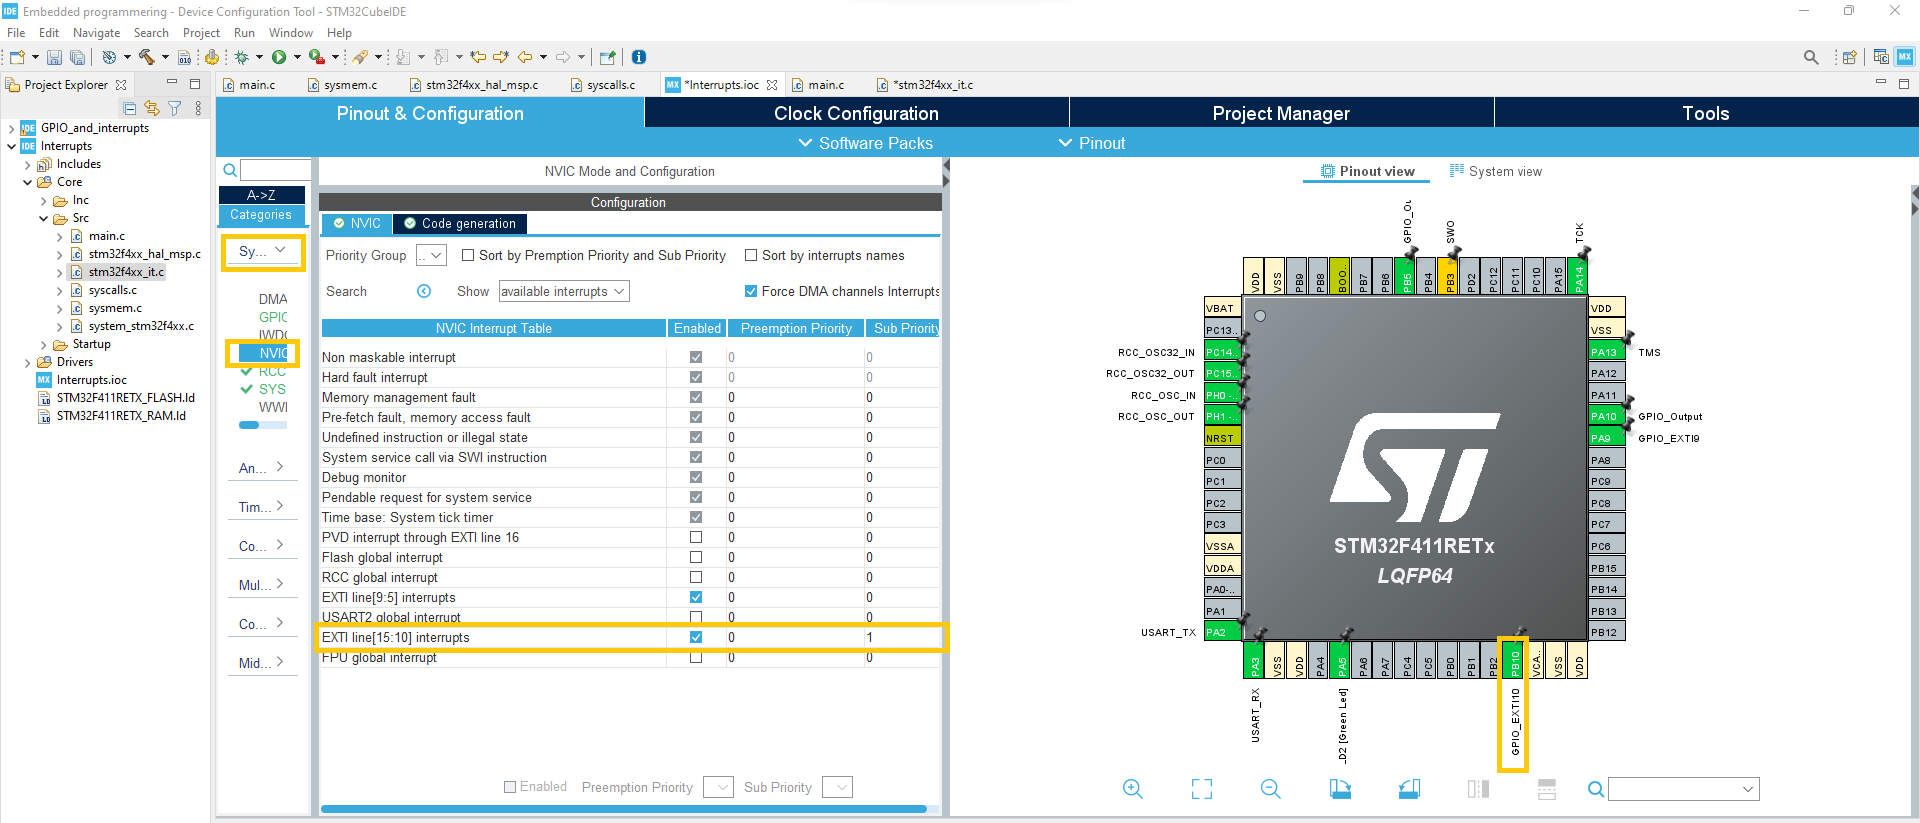 IDE Embedded programmering - Device Configuration Tool - STM32CubeIDE
File Edit Navigate Search Project Run Window Help
Project Explorer
main.c
sysmem.c
stm32f4xx_hal_msp.c
syscalls.c
MX *Interrupts.ioc
main.c
*stm32f4xx_it.c
IDE GPIO_and_interrupts
IDE Interrupts
Includes
Core
Inc
Src
main.c
stm32f4xx_hal_msp.c
stm32f4xx_it.c
syscalls.c
sysmem.c
system_stm32f4xx.c
Startup
Drivers
MX Interrupts.ioc
STM32F411RETX_FLASH.ld
STM32F411RETX_RAM.ld
Pinout & Configuration
Clock Configuration
Project Manager
Tools
Software Packs
Pinout
A->Z
Categories
Sy...
DMA
GPIC
IWDG
NVIC
RCC
SYS
WWI
An...
Tim...
Co...
Mul...
Co...
Mid...
NVIC Mode and Configuration
Configuration
NVIC
Code generation
Priority Group ..
Sort by Premption Priority and Sub Priority
Sort by interrupts names
Search
Show available interrupts
Force DMA channels Interrupts
NVIC Interrupt Table Enabled Preemption Priority Sub Priority
Non maskable interrupt 0 0
Hard fault interrupt 0 0
Memory management fault 0 0
Pre-fetch fault, memory access fault 0 0
Undefined instruction or illegal state 0 0
System service call via SWI instruction 0 0
Debug monitor 0 0
Pendable request for system service 0 0
Time base: System tick timer 0 0
PVD interrupt through EXTI line 16 0 0
Flash global interrupt 0 0
RCC global interrupt 0 0
EXTI line[9:5] interrupts 0 0
USART2 global interrupt 0 0
EXTI line[15:10] interrupts 0 1
FPU global interrupt 0 0
Enabled Preemption Priority Sub Priority
Pinout view
System view
GPIO_Ou
SWO
TCK
VDD
VSS
PB9
PB8
BOO..
PB7
PB6
PB5
PB4
PB3
PD2
PC12
PC11
PC10
PA15
PA14
VBAT
PC13..
RCC_OSC32_IN PC14..
RCC_OSC32_OUT PC15..
RCC_OSC_IN PH0 -..
RCC_OSC_OUT PH1 -..
NRST
PC0
PC1
PC2
PC3
VSSA
VDDA
PA0-..
PA1
USART_TX PA2
ST
STM32F411RETx
LQFP64
VDD
VSS
PA13 TMS
PA12
PA11
PA10 GPIO_Output
PA9 GPIO_EXTI9
PA8
PC9
PC8
PC7
PC6
PB15
PB14
PB13
PB12
PA3
VSS
VDD
PA4
PA5
PA6
PA7
PC4
PC5
PB0
PB1
PB2
PB10
VCA..
VSS
VDD
USART_RX
_D2 [Green Led]
GPIO_EXTI10